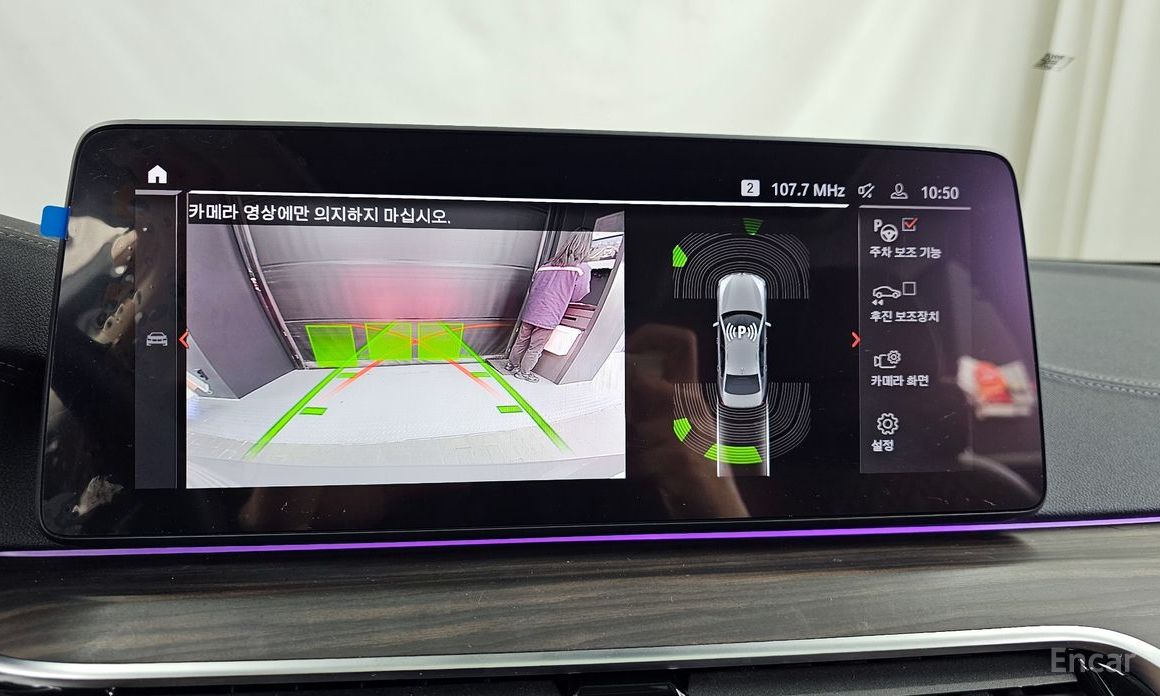 2 107.7 MHz 10:50
카메라 영상에만 의지하지 마십시오.
P
주차 보조 기능
후진 보조장치
카메라 화면
설정
P
Encar